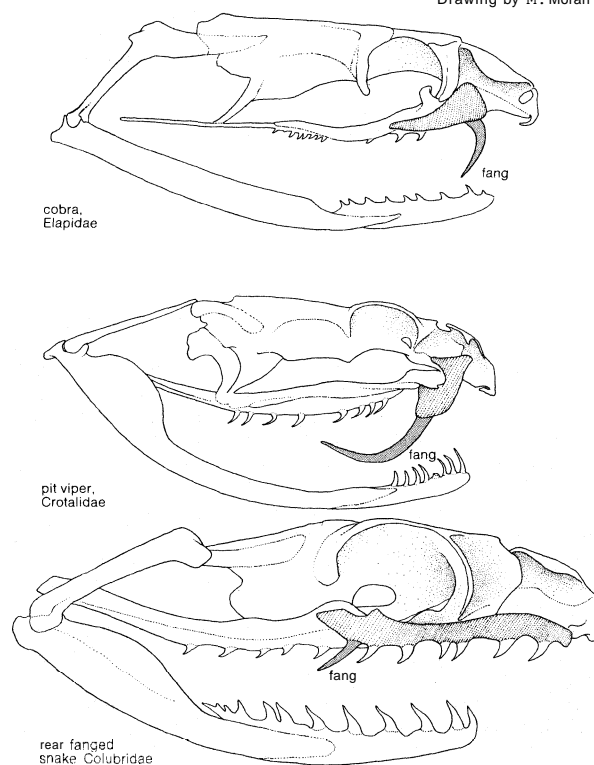 Drawing by M. Moran
fang
cobra,
Elapidae
fang
pit viper,
Crotalidae
fang
rear fanged
snake Colubridae